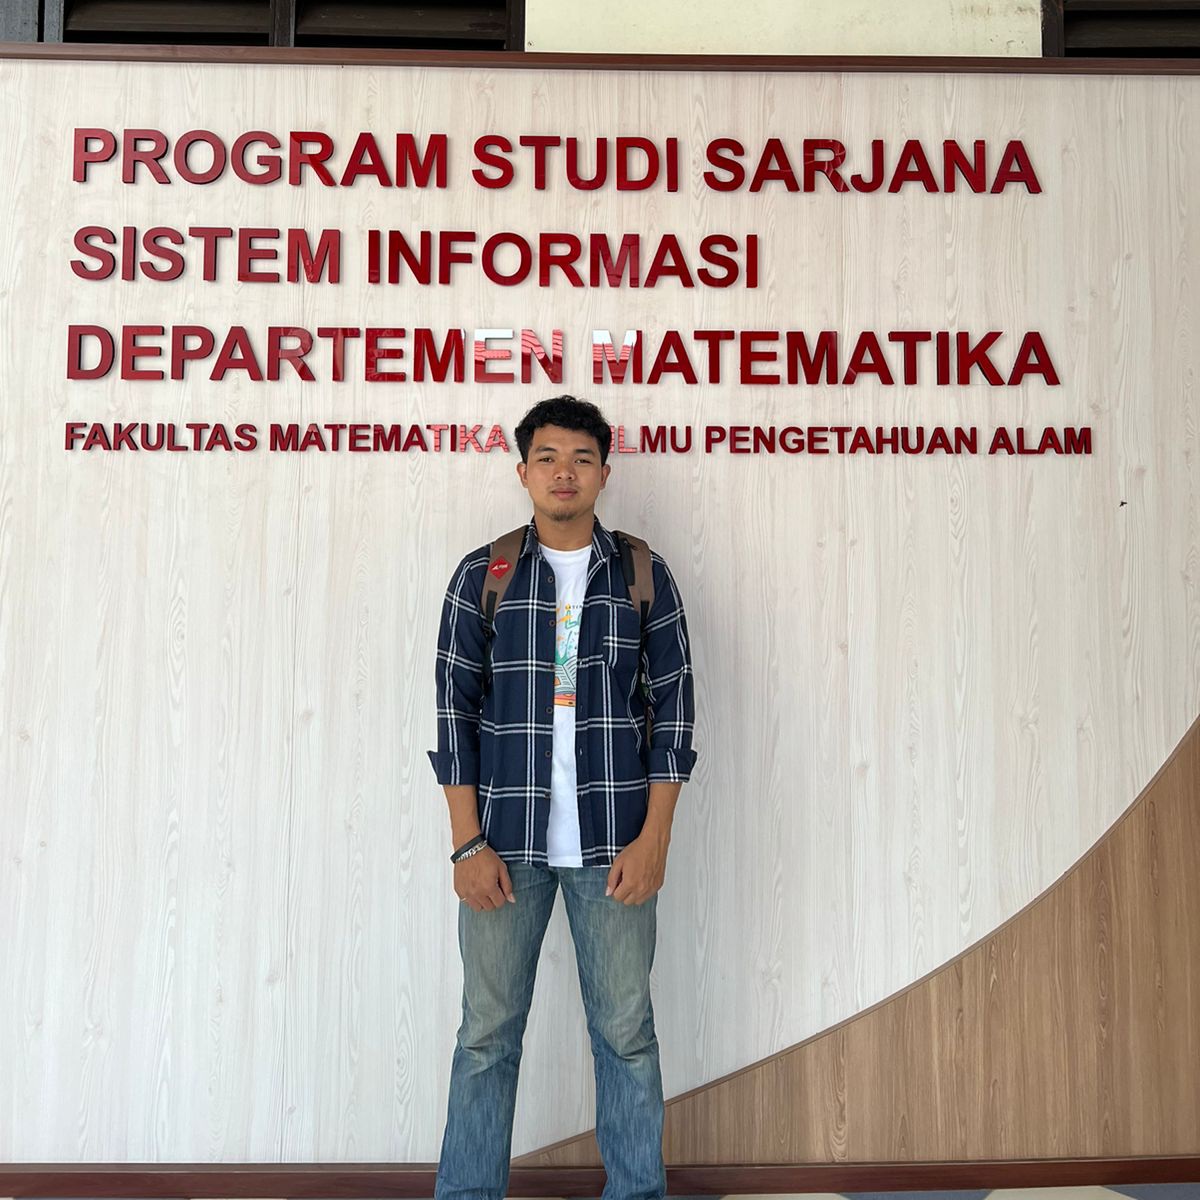 PROGRAM STUDI SARJANA
SISTEM INFORMASI
DEPARTEMEN MATEMATIKA
FAKULTAS MATEMATIKA ILMU PENGETAHUAN ALAM